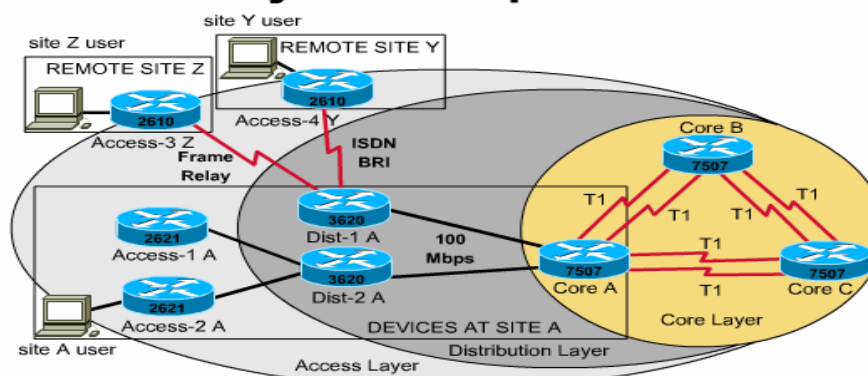 site Y user
site Z user
REMOTE SITE Y
REMOTE SITE Z
2610
2610
Access-4 Y
Access-3 Z
Frame
Relay
ISDN
BRI
Core B
7507
T1
T1
T1
T1
3620
Dist-1 A
2621
Access-1 A
100
Mbps
3620
Dist-2 A
T1
7507
Core A
7507
Core C
T1
2621
Access-2 A
DEVICES AT SITE A
Core Layer
site A user
Distribution Layer
Access Layer